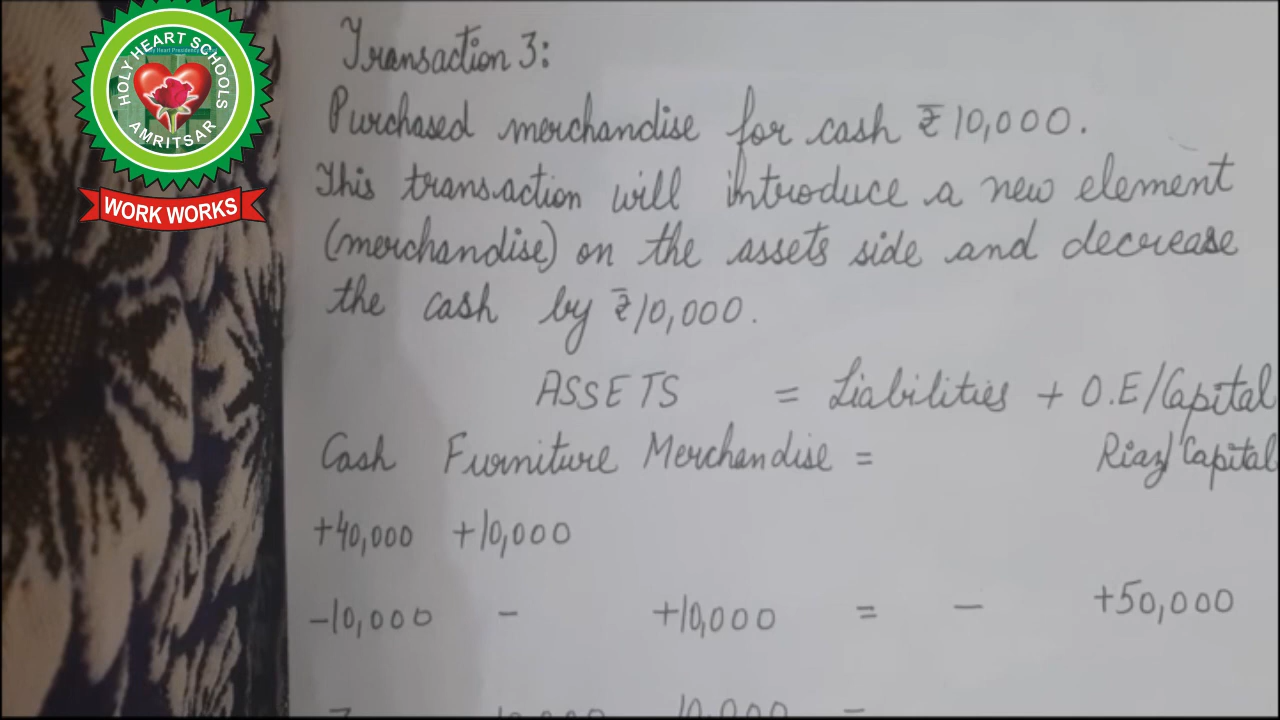 HOLY HEART SCHOOLS
AMRITSAR
WORK WORKS
Transaction 3:
Purchased merchandise for cash ₹10,000.
This transaction will introduce a new element
(merchandise) on the assets side and decrease
the cash by ₹10,000.
ASSETS = Liabilities + O.E/Capital
Cash Furniture Merchandise = Riaz/Capital
+40,000 +10,000
-10,000 - +10,000 = - +50,000
10,000 =